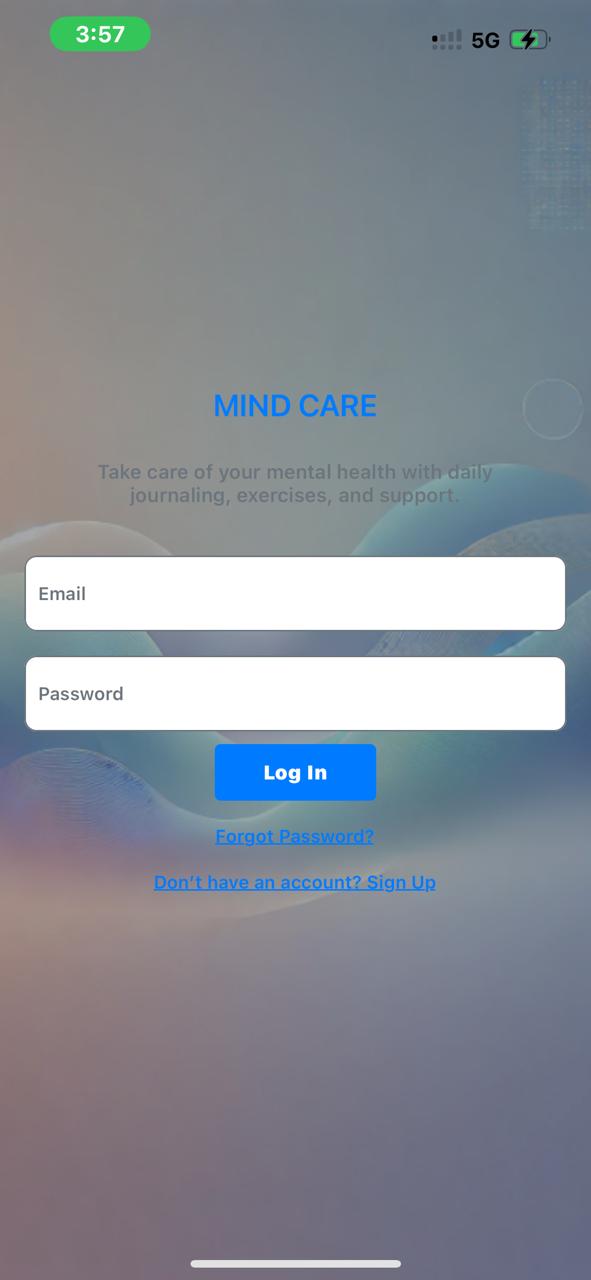 3:57
5G
MIND CARE
Take care of your mental health with daily
journaling, exercises, and support.
Email
Password
Log In
Forgot Password?
Don’t have an account? Sign Up